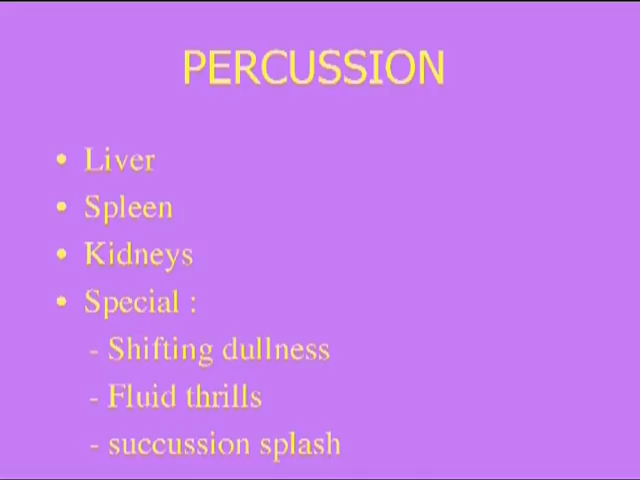 PERCUSSION
• Liver
• Spleen
• Kidneys
• Special :
- Shifting dullness
- Fluid thrills
- succussion splash